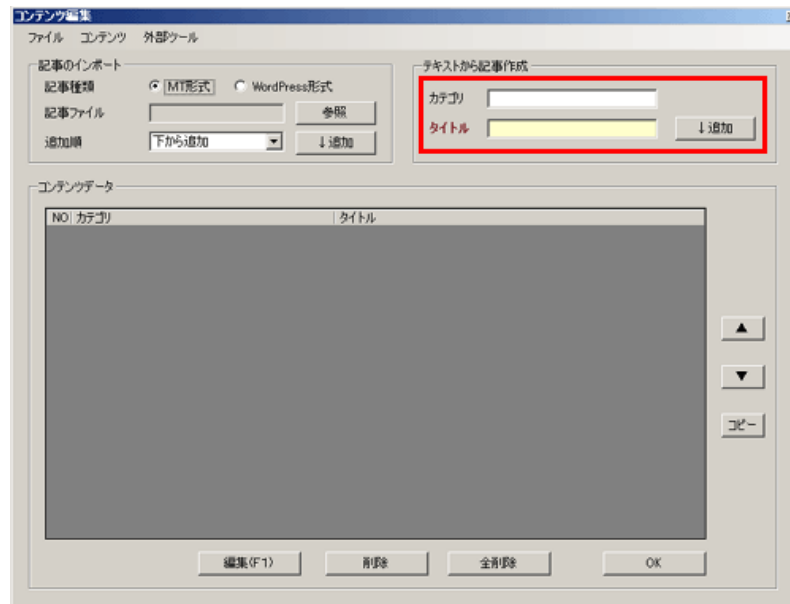 コンテンツ編集
ファイル コンテンツ 外部ツール
記事のインポート
記事種類 MT形式 WordPress形式
記事ファイル 参照
追加順 下から追加 ↓追加
テキストから記事作成
カテゴリ
タイトル ↓追加
コンテンツデータ
NO カテゴリ タイトル
▲
▼
コピー
編集(F1) 削除 全削除 OK